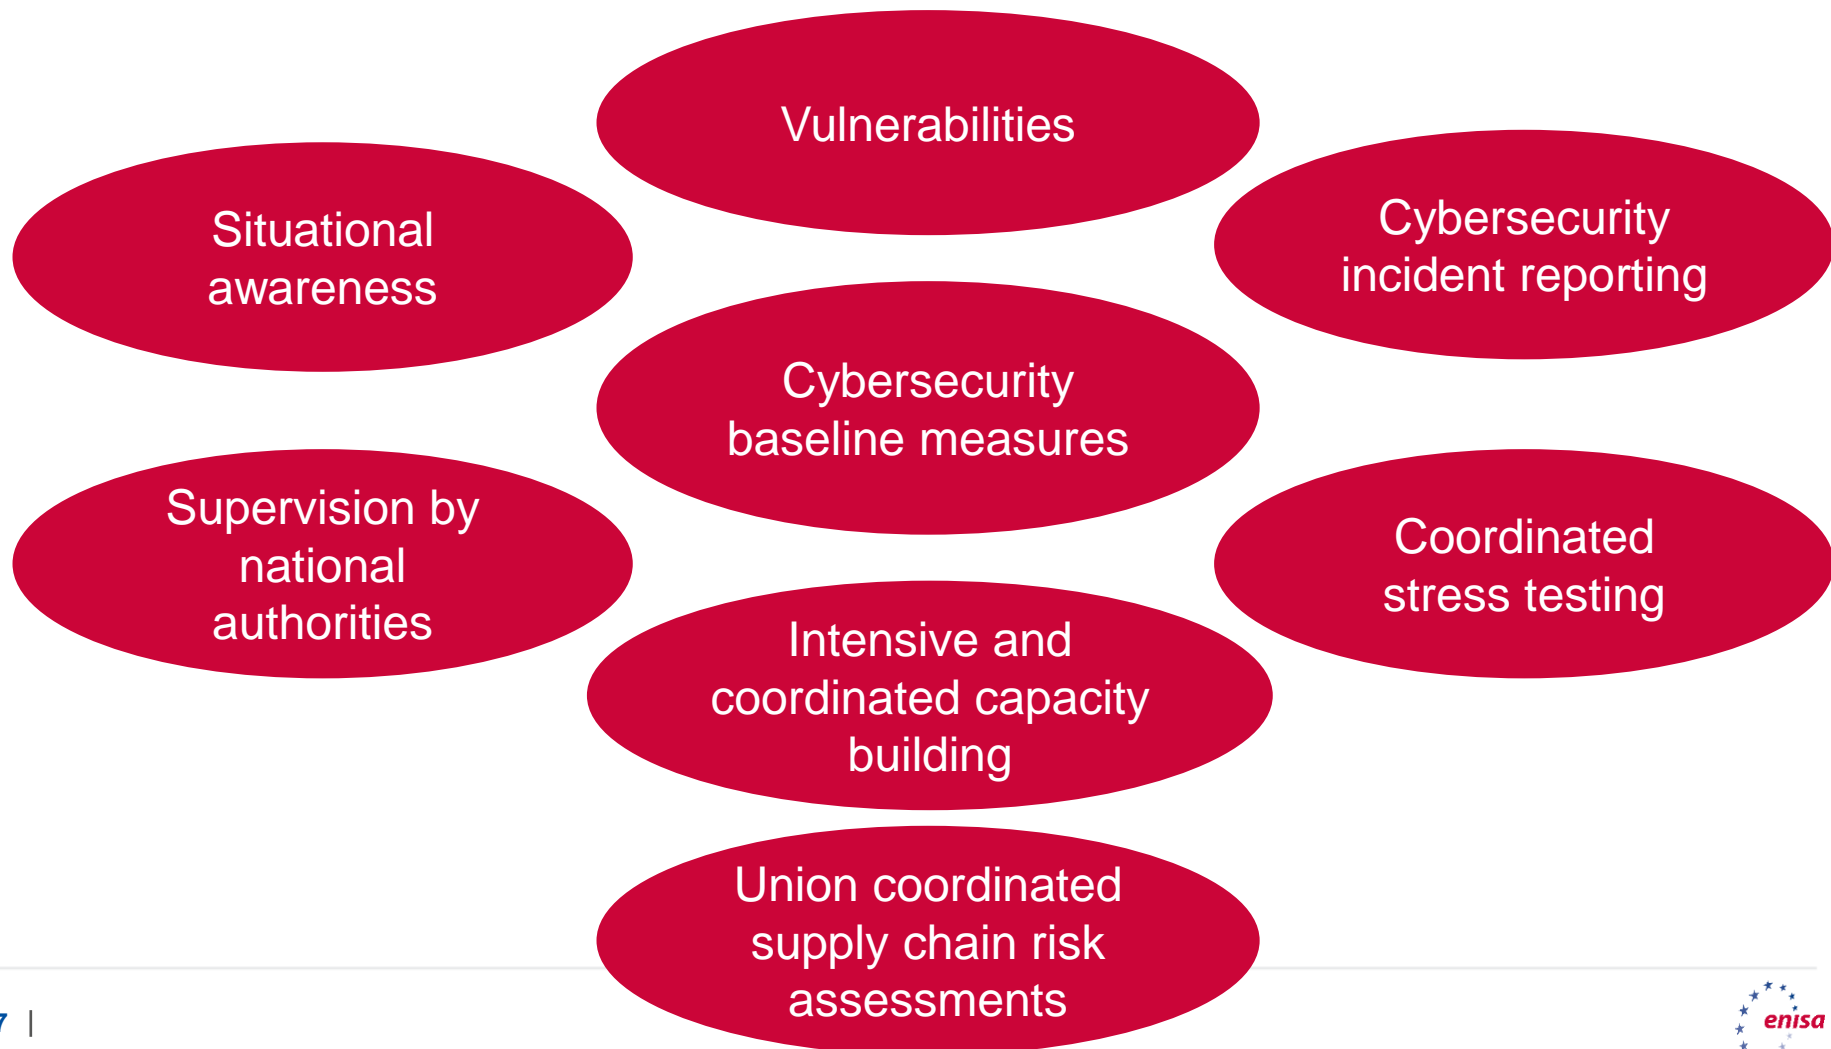 Vulnerabilities
Situational
awareness
Cybersecurity
incident reporting
Cybersecurity
baseline measures
Supervision by
national
authorities
Coordinated
stress testing
Intensive and
coordinated capacity
building
Union coordinated
supply chain risk
assessments
7 |
enisa